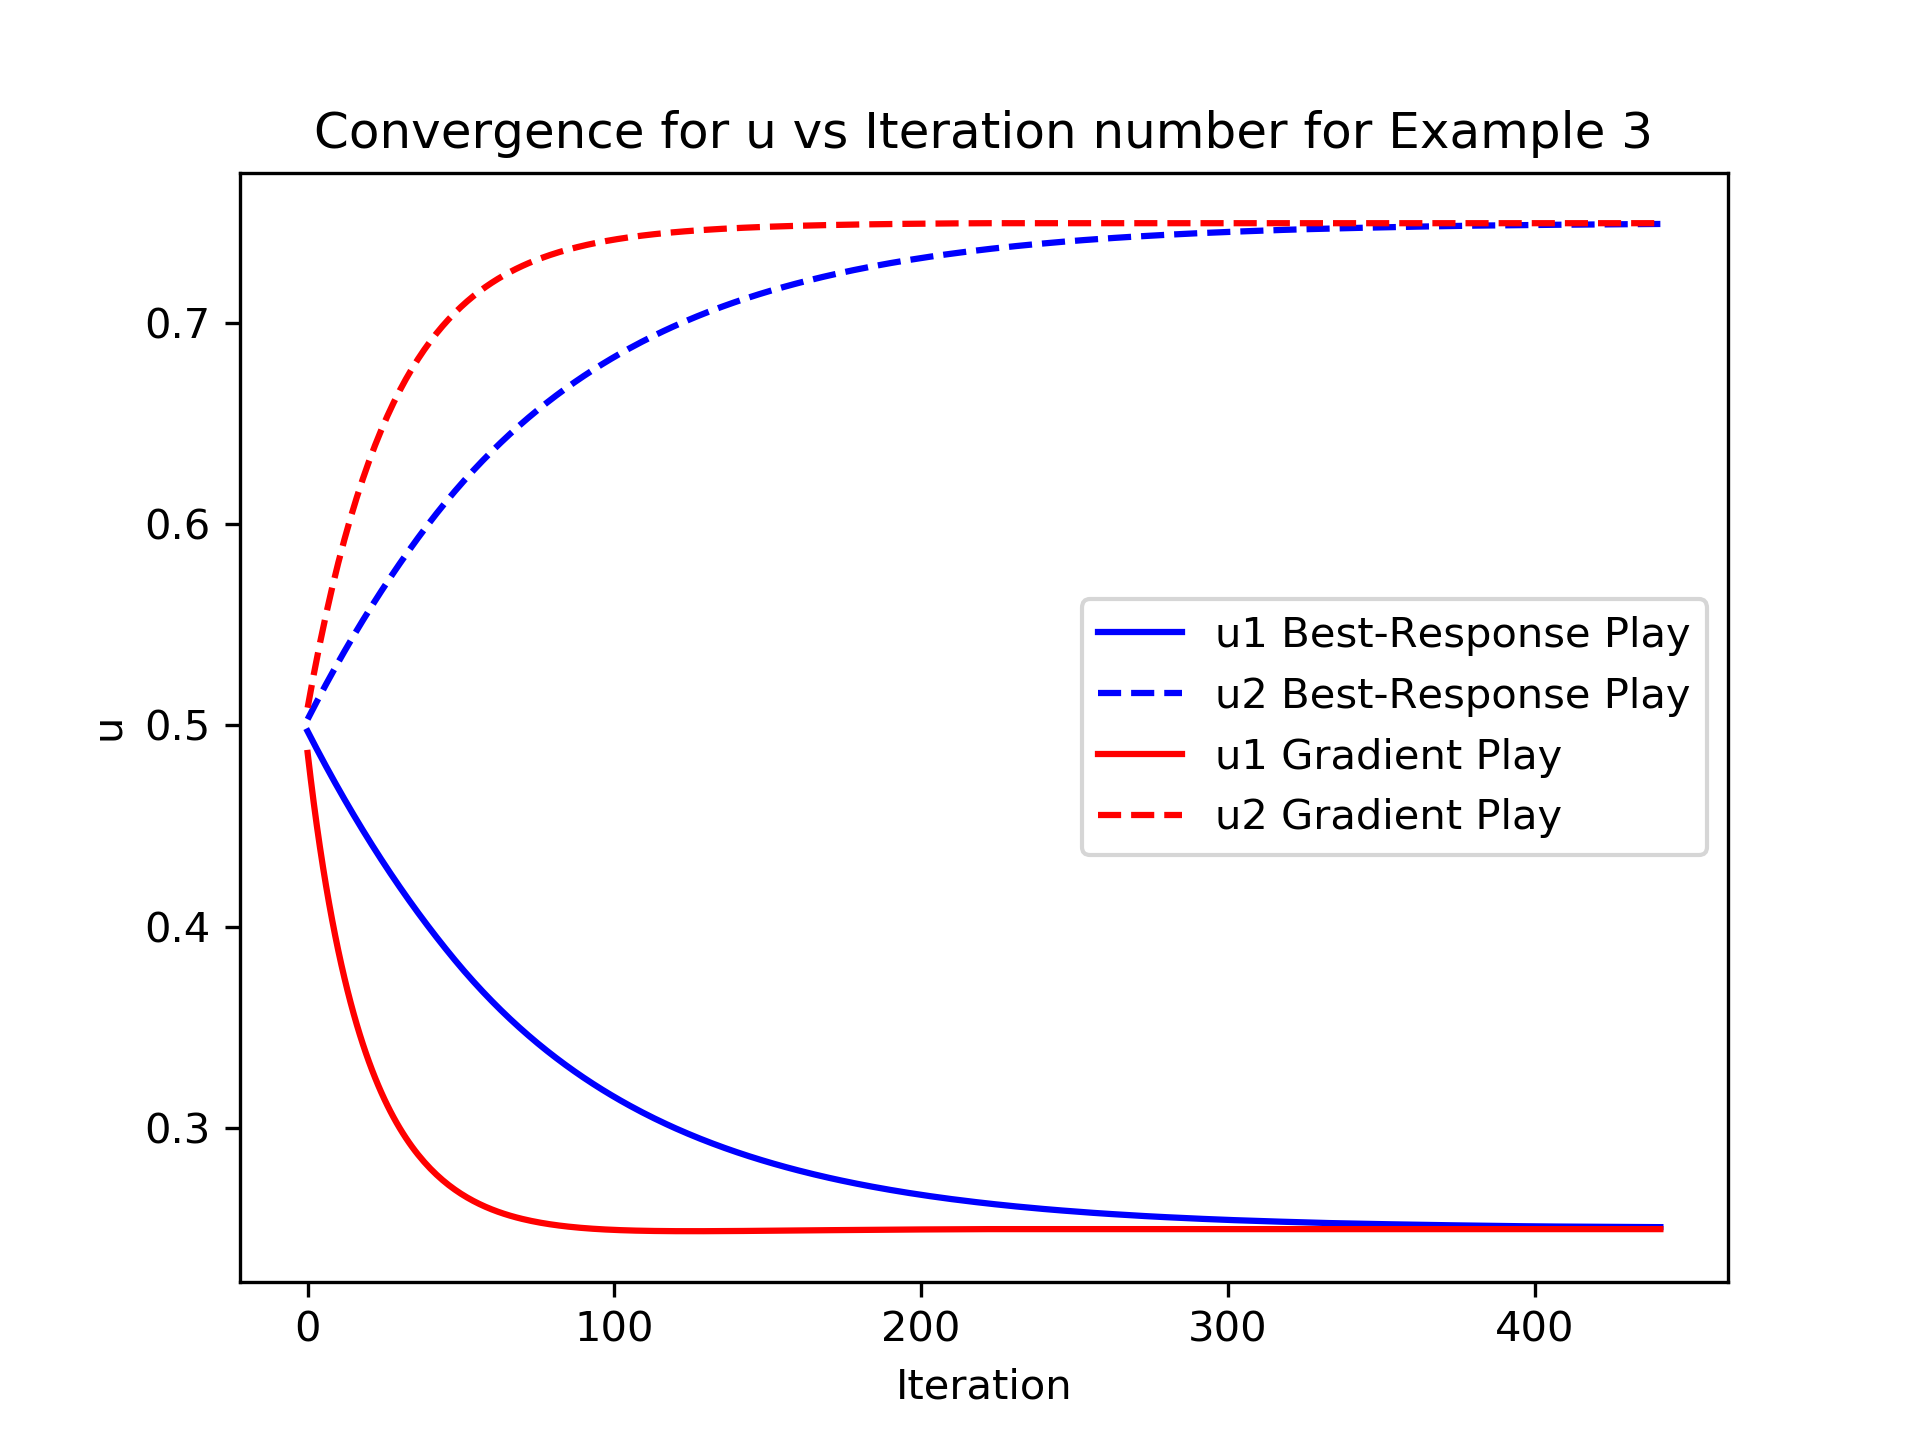 Convergence for u vs Iteration number for Example 3
u
0.7
0.6
0.5
0.4
0.3
u1 Best-Response Play
u2 Best-Response Play
u1 Gradient Play
u2 Gradient Play
0 100 200 300 400
Iteration